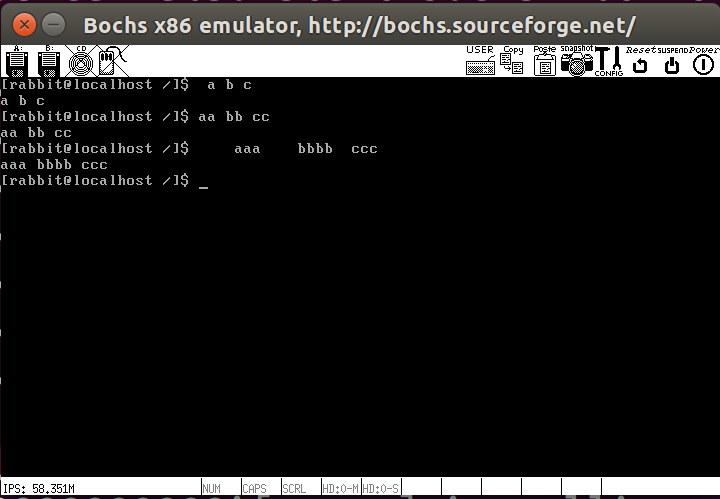 Bochs x86 emulator, http://bochs.sourceforge.net/
A: B: CD USER Copy Paste snapshot CONFIG Reset SUSPEND Power
[rabbit@localhost /]$  a b c
a b c
[rabbit@localhost /]$ aa bb cc
aa bb cc
[rabbit@localhost /]$     aaa    bbbb  ccc
aaa bbbb ccc
[rabbit@localhost /]$ _
IPS: 58.351M NUM CAPS SCRL HD:0-M HD:0-S